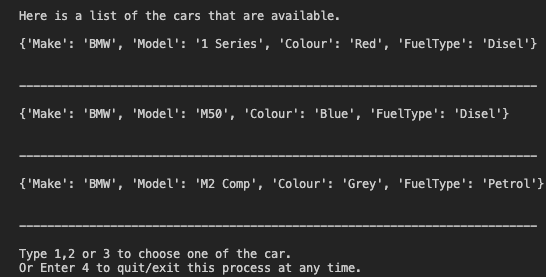 Here is a list of the cars that are available.
{'Make': 'BMW', 'Model': '1 Series', 'Colour': 'Red', 'FuelType': 'Disel'}
__________________________________________________________________________
{'Make': 'BMW', 'Model': 'M50', 'Colour': 'Blue', 'FuelType': 'Disel'}
__________________________________________________________________________
{'Make': 'BMW', 'Model': 'M2 Comp', 'Colour': 'Grey', 'FuelType': 'Petrol'}
__________________________________________________________________________
Type 1,2 or 3 to choose one of the car.
Or Enter 4 to quit/exit this process at any time.